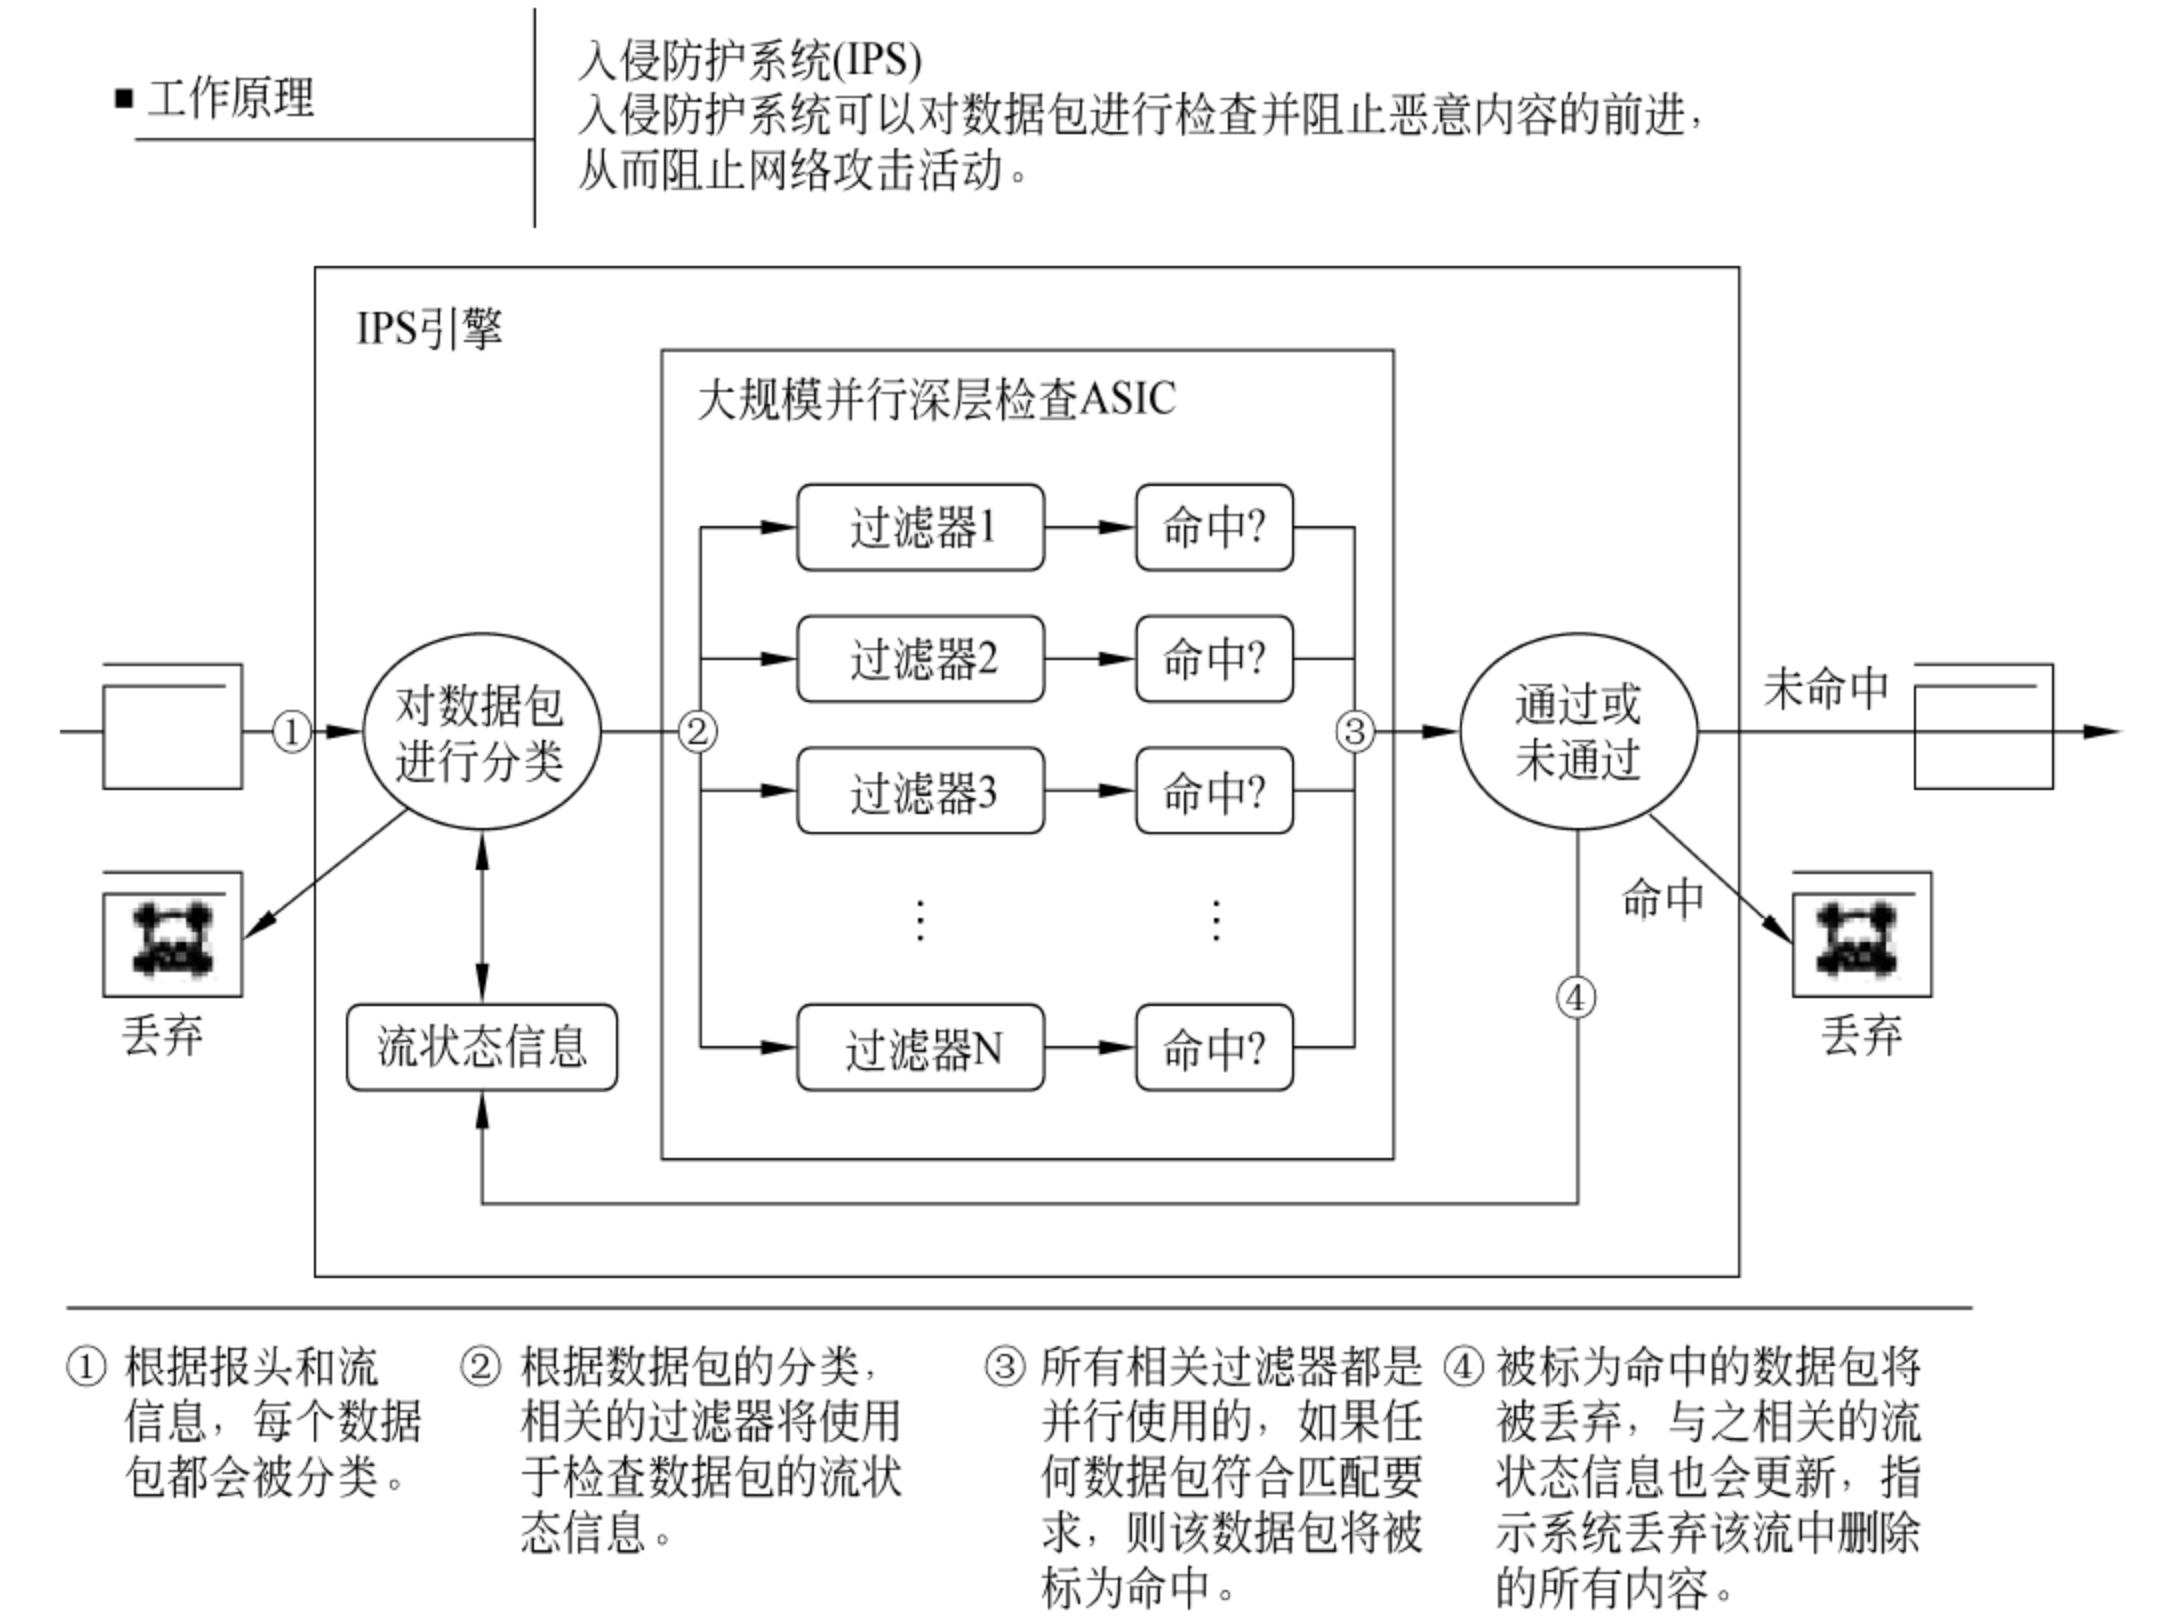 ■ 工作原理
入侵防护系统(IPS)
入侵防护系统可以对数据包进行检查并阻止恶意内容的前进，
从而阻止网络攻击活动。
IPS引擎
大规模并行深层检查ASIC
过滤器1
命中?
过滤器2
命中?
过滤器3
命中?
⋮
⋮
过滤器N
命中?
①
对数据包
进行分类
②
③
通过或
未通过
未命中
命中
④
丢弃
流状态信息
丢弃
① 根据报头和流
信息，每个数据
包都会被分类。
② 根据数据包的分类，
相关的过滤器将使用
于检查数据包的流状
态信息。
③ 所有相关过滤器都是
并行使用的，如果任
何数据包符合匹配要
求，则该数据包将被
标为命中。
④ 被标为命中的数据包将
被丢弃，与之相关的流
状态信息也会更新，指
示系统丢弃该流中删除
的所有内容。